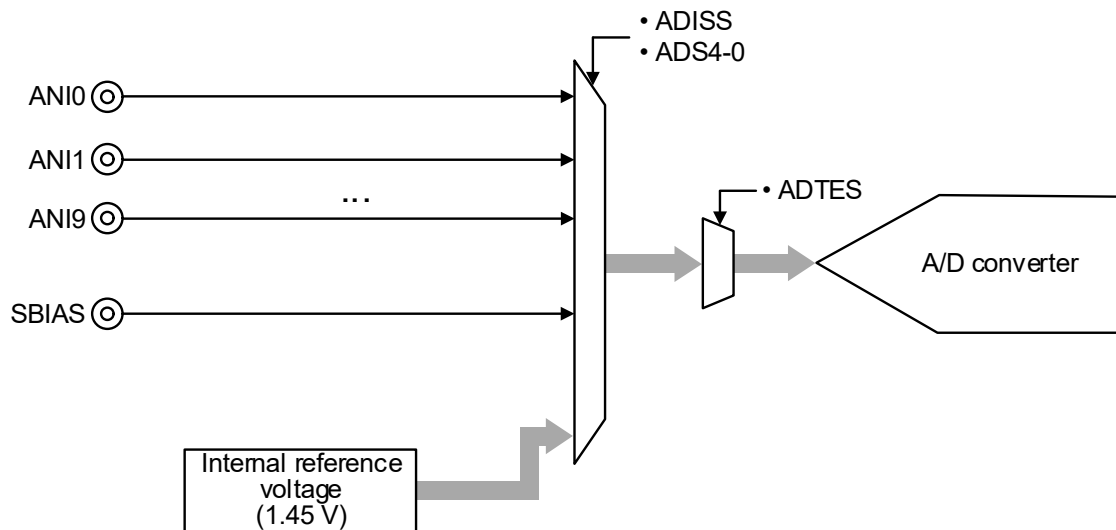 • ADISS
• ADS4-0
ANI0
ANI1
• ADTES
...
ANI9
A/D converter
SBIAS
Internal reference
voltage
(1.45 V)